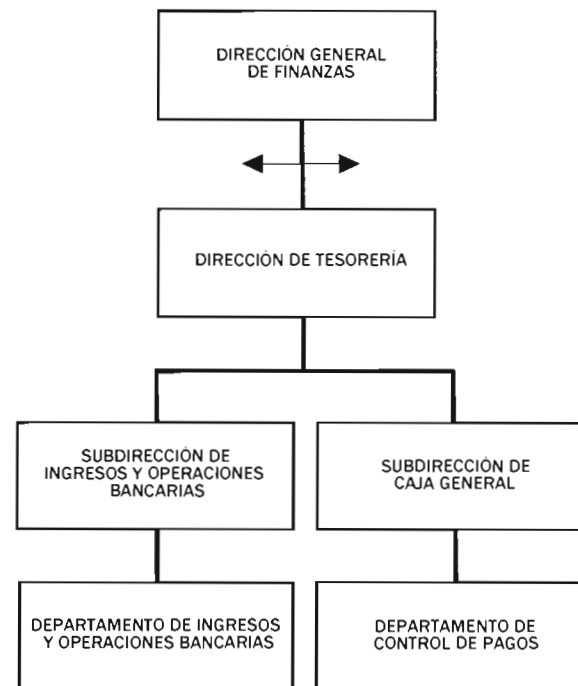 DIRECCIÓN GENERAL
DE FINANZAS
DIRECCIÓN DE TESORERÍA
SUBDIRECCIÓN DE
INGRESOS Y OPERACIONES
BANCARIAS
SUBDIRECCIÓN DE
CAJA GENERAL
DEPARTAMENTO DE INGRESOS
Y OPERACIONES BANCARIAS
DEPARTAMENTO DE
CONTROL DE PAGOS